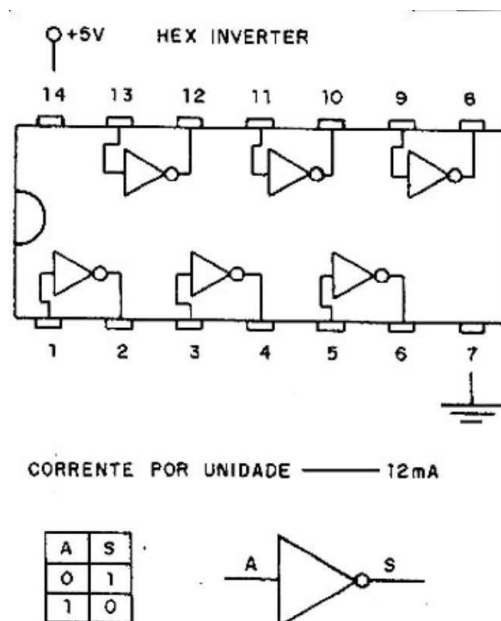 +5V HEX INVERTER
14 13 12 11 10 9 8
1 2 3 4 5 6 7
CORRENTE POR UNIDADE 12mA
A S
0 1
1 0
A S